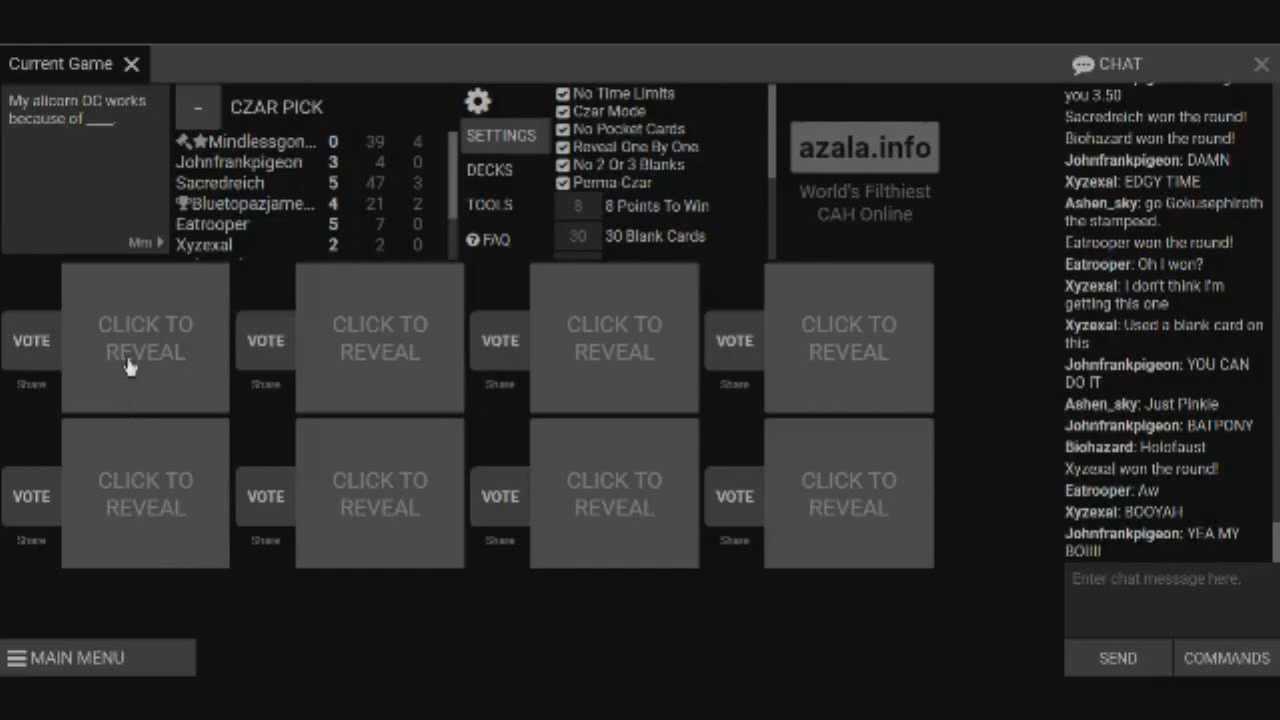 Current Game
CHAT
My alicorn OC works
because of ____.
Mm
-
CZAR PICK
Mindlessgon... 0 39 4
Johnfrankpigeon 3 4 0
Sacredreich 5 47 3
Bluetopazjame... 4 21 2
Eatrooper 5 7 0
Xyzexal 2 2 0
SETTINGS
DECKS
TOOLS
FAQ
No Time Limits
Czar Mode
No Pocket Cards
Reveal One By One
No 2 Or 3 Blanks
Perma Czar
8 8 Points To Win
30 30 Blank Cards
azala.info
World's Filthiest
CAH Online
VOTE
Share
CLICK TO
REVEAL
VOTE
Share
CLICK TO
REVEAL
VOTE
Share
CLICK TO
REVEAL
VOTE
Share
CLICK TO
REVEAL
VOTE
Share
CLICK TO
REVEAL
VOTE
Share
CLICK TO
REVEAL
VOTE
Share
CLICK TO
REVEAL
VOTE
Share
CLICK TO
REVEAL
MAIN MENU
you 3.50
Sacredreich won the round!
Biohazard won the round!
Johnfrankpigeon: DAMN
Xyzexal: EDGY TIME
Ashen_sky: go Gokusephiroth
the stampeed.
Eatrooper won the round!
Eatrooper: Oh I won?
Xyzexal: I don't think I'm
getting this one
Xyzexal: Used a blank card on
this
Johnfrankpigeon: YOU CAN
DO IT
Ashen_sky: Just Pinkie
Johnfrankpigeon: BATPONY
Biohazard: Holofaust
Xyzexal won the round!
Eatrooper: Aw
Xyzexal: BOOYAH
Johnfrankpigeon: YEA MY
BOIIII
Enter chat message here.
SEND
COMMANDS